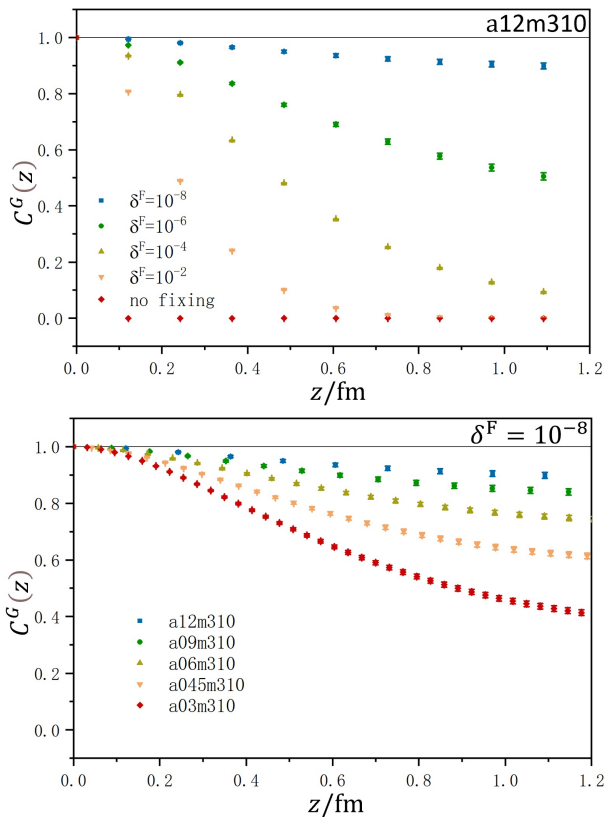 a12m310
1.0
0.8
0.6
0.4
0.2
0.0
C^G(z)
δ^F=10^-8
δ^F=10^-6
δ^F=10^-4
δ^F=10^-2
no fixing
0.0 0.2 0.4 0.6 0.8 1.0 1.2
z/fm
δ^F = 10^-8
1.0
0.8
0.6
0.4
0.2
0.0
C^G(z)
a12m310
a09m310
a06m310
a045m310
a03m310
0.0 0.2 0.4 0.6 0.8 1.0 1.2
z/fm